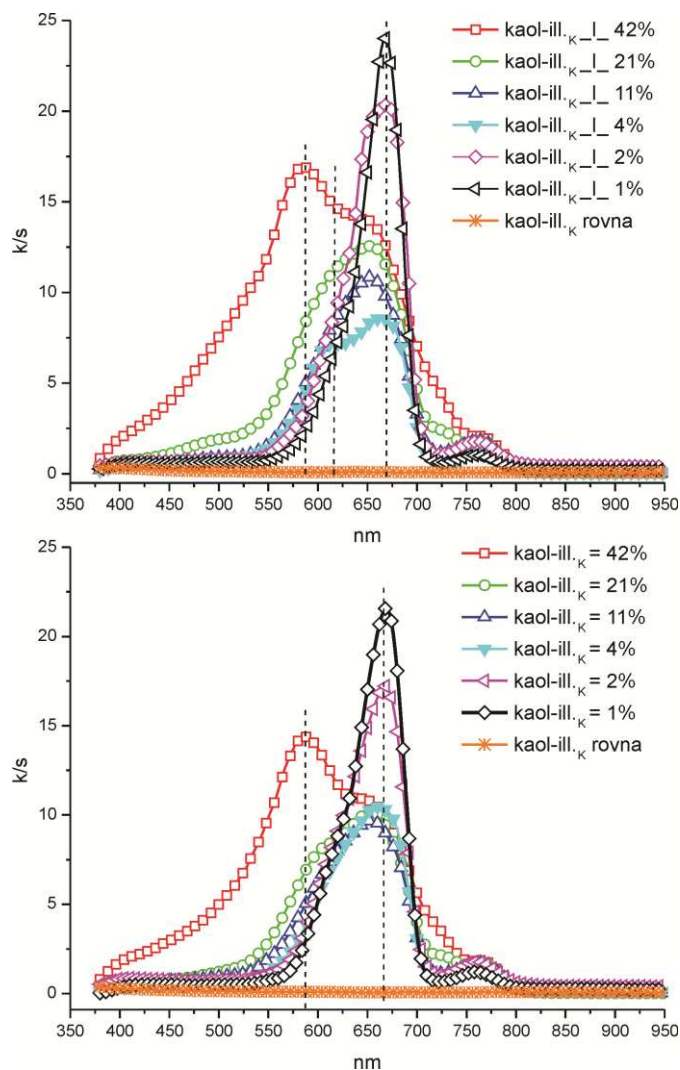 25
20
15
10
5
0
k/s
350 400 450 500 550 600 650 700 750 800 850 900 950
nm
kaol-ill.K_I_ 42%
kaol-ill.K_I_ 21%
kaol-ill.K_I_ 11%
kaol-ill.K_I_ 4%
kaol-ill.K_I_ 2%
kaol-ill.K_I_ 1%
kaol-ill.K rovna
25
20
15
10
5
0
k/s
350 400 450 500 550 600 650 700 750 800 850 900 950
nm
kaol-ill.K = 42%
kaol-ill.K = 21%
kaol-ill.K = 11%
kaol-ill.K = 4%
kaol-ill.K = 2%
kaol-ill.K = 1%
kaol-ill.K rovna